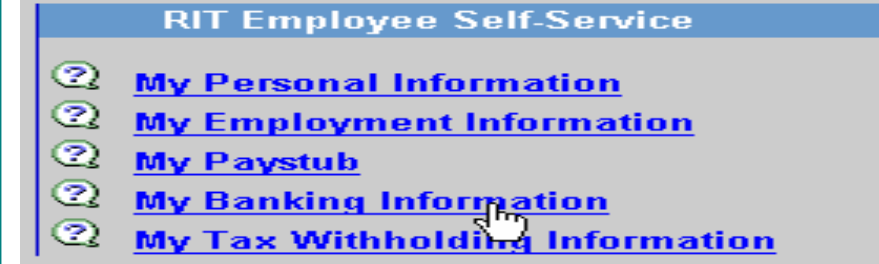 RIT Employee Self-Service
My Personal Information
My Employment Information
My Paystub
My Banking Information
My Tax Withholding Information